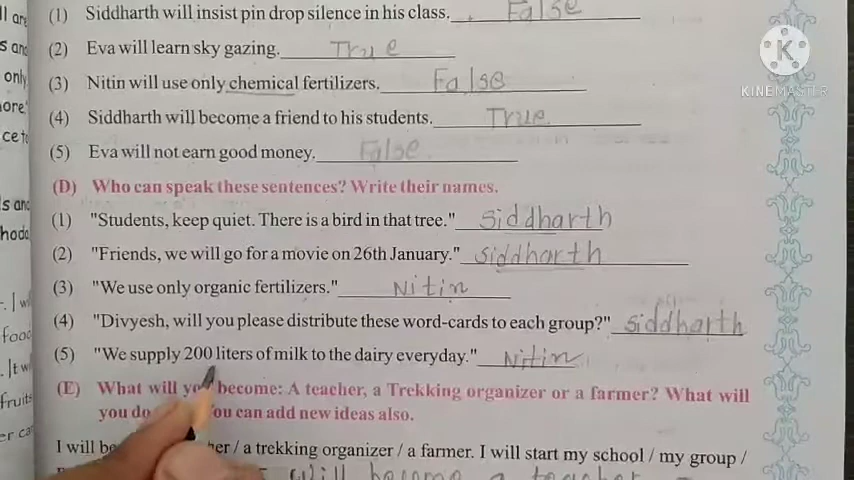 (1) Siddharth will insist pin drop silence in his class. False
(2) Eva will learn sky gazing. True
(3) Nitin will use only chemical fertilizers. False
(4) Siddharth will become a friend to his students. True
(5) Eva will not earn good money. False
(D) Who can speak these sentences? Write their names.
(1) "Students, keep quiet. There is a bird in that tree." Siddharth
(2) "Friends, we will go for a movie on 26th January." Siddharth
(3) "We use only organic fertilizers." Nitin
(4) "Divyesh, will you please distribute these word-cards to each group?" Siddharth
(5) "We supply 200 liters of milk to the dairy everyday." Nitin
(E) What will you become: A teacher, a Trekking organizer or a farmer? What will
you do You can add new ideas also.
I will be her / a trekking organizer / a farmer. I will start my school / my group /
will become a teacher
KINEMASTER